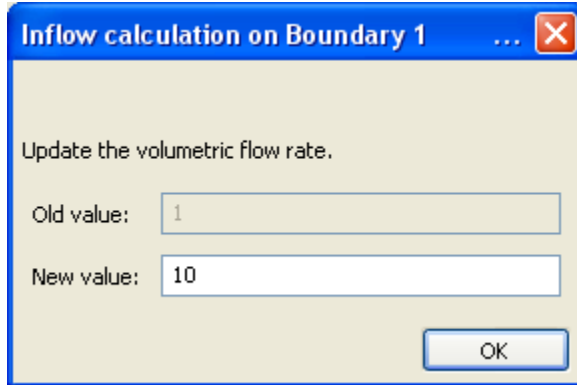 Inflow calculation on Boundary 1 ...
Update the volumetric flow rate.
Old value: 1
New value: 10
OK